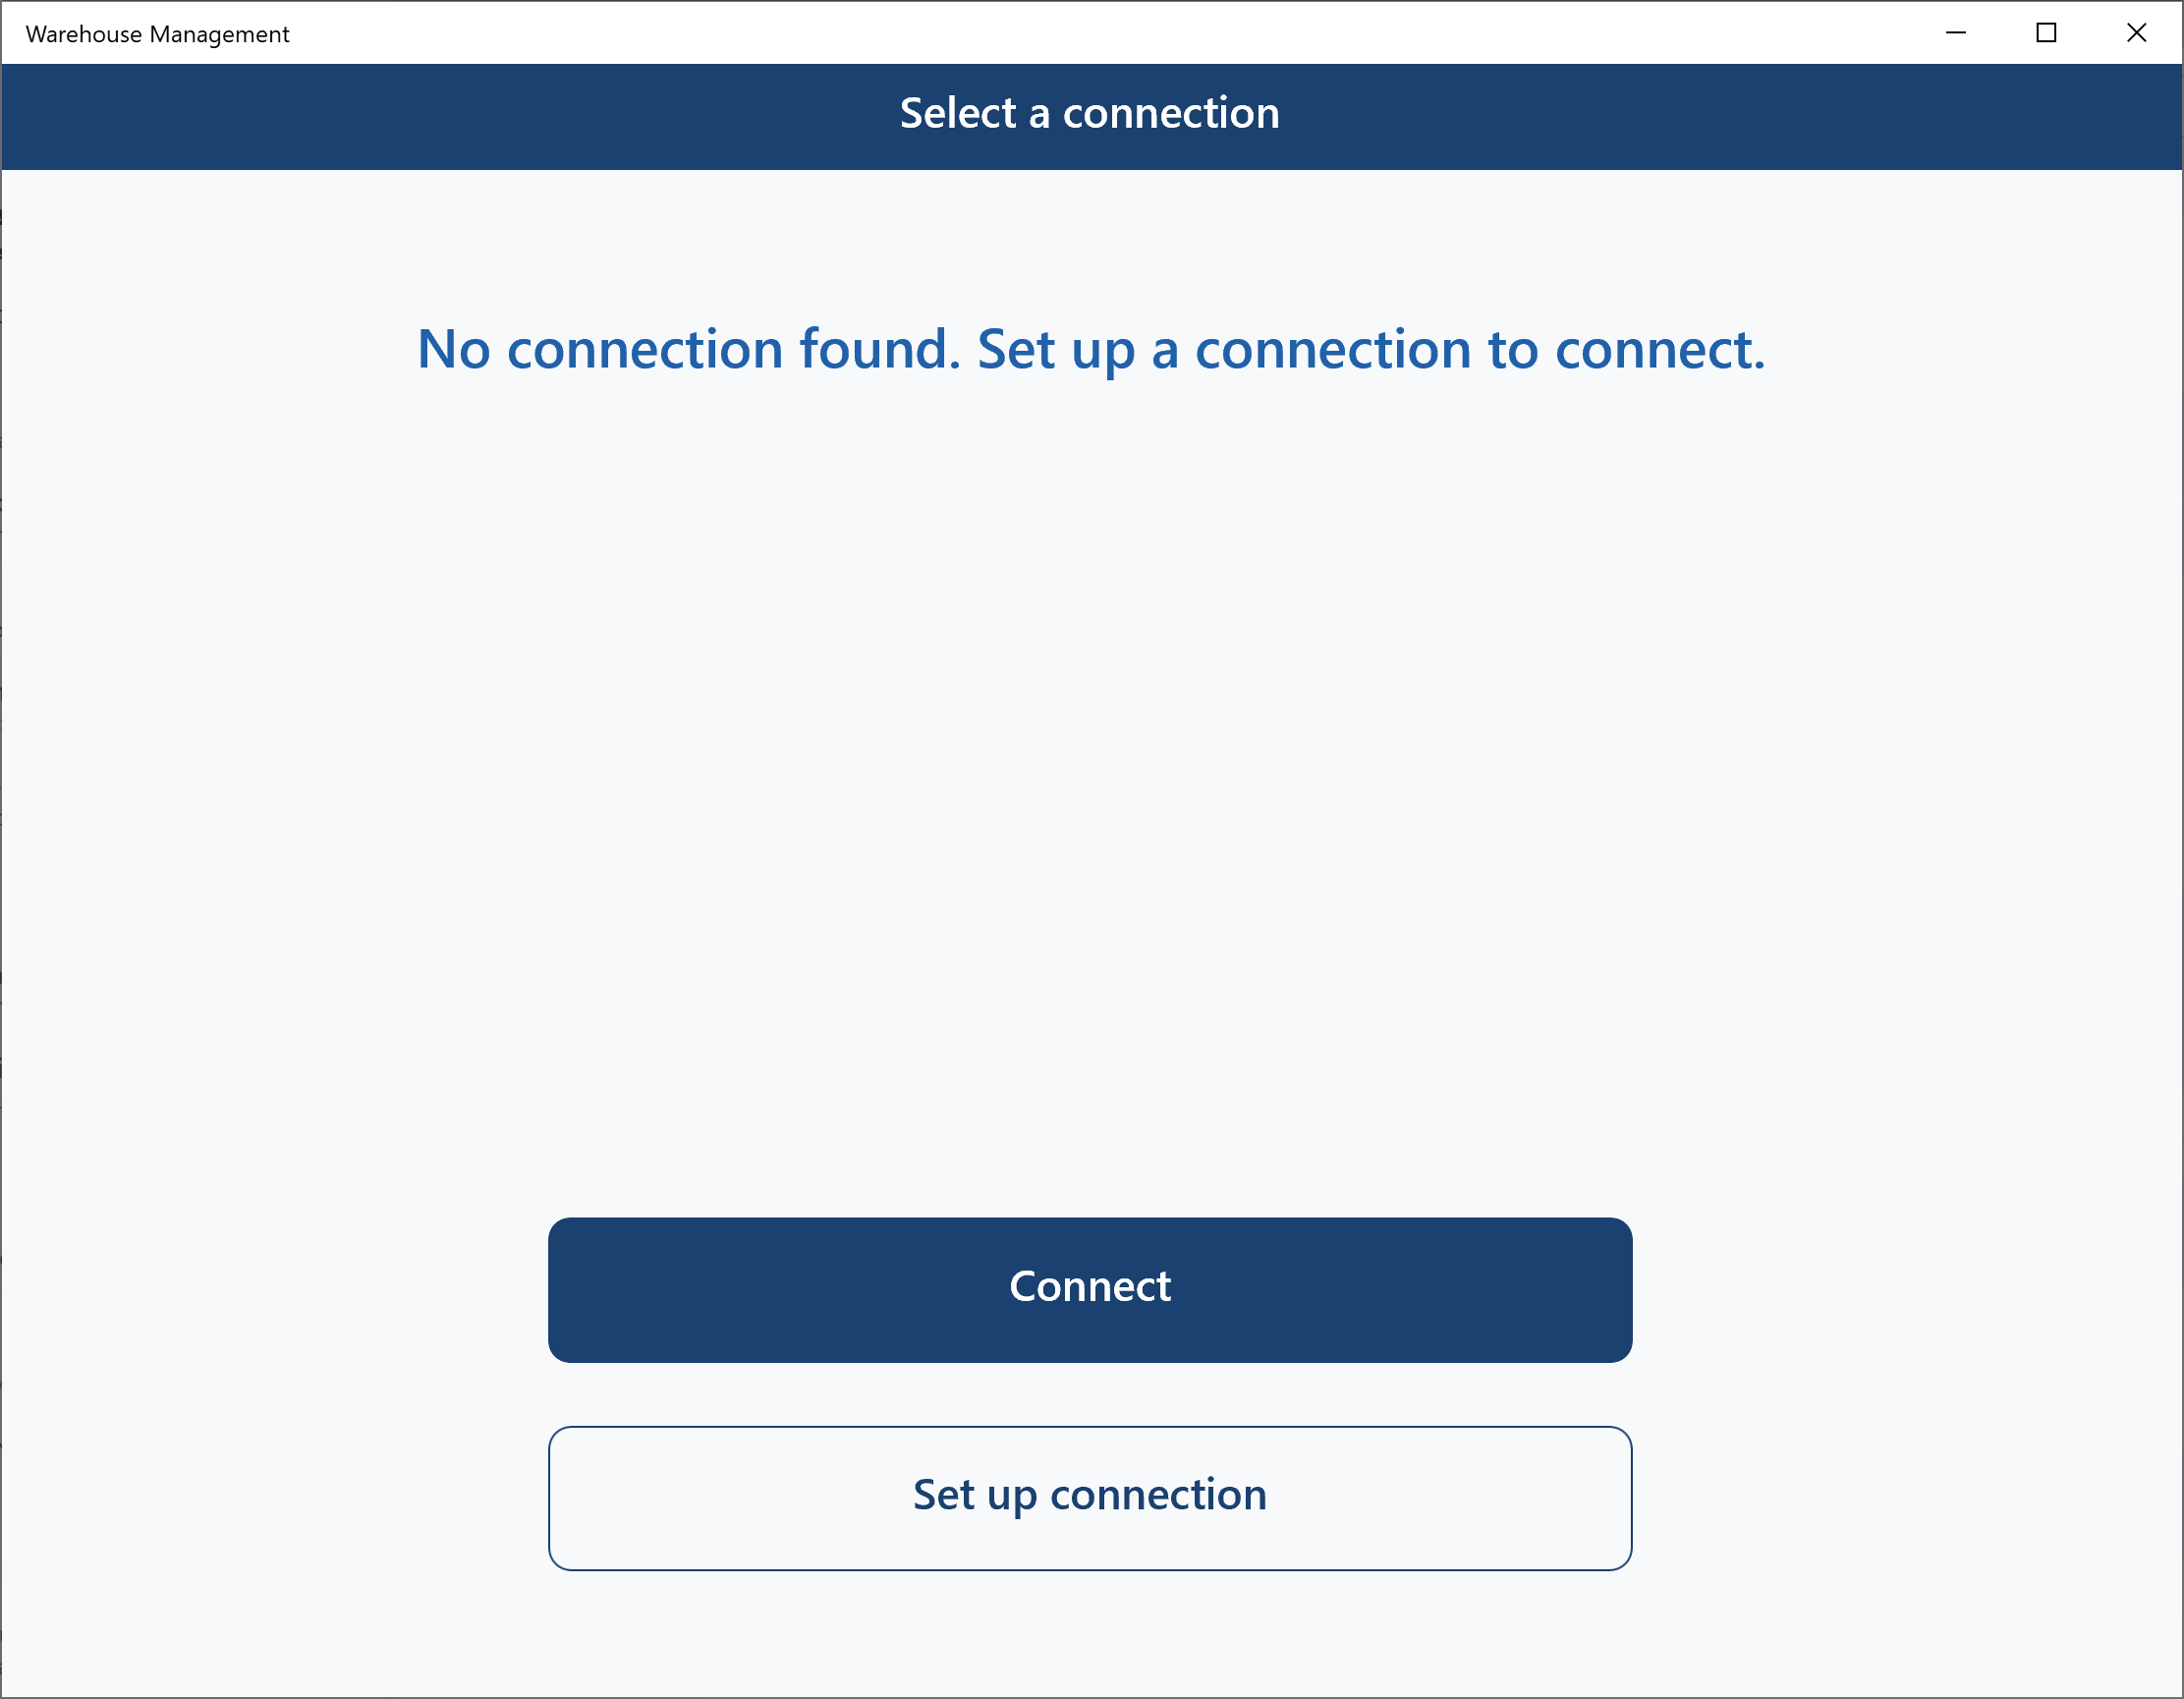 Warehouse Management
Select a connection
No connection found. Set up a connection to connect.
Connect
Set up connection